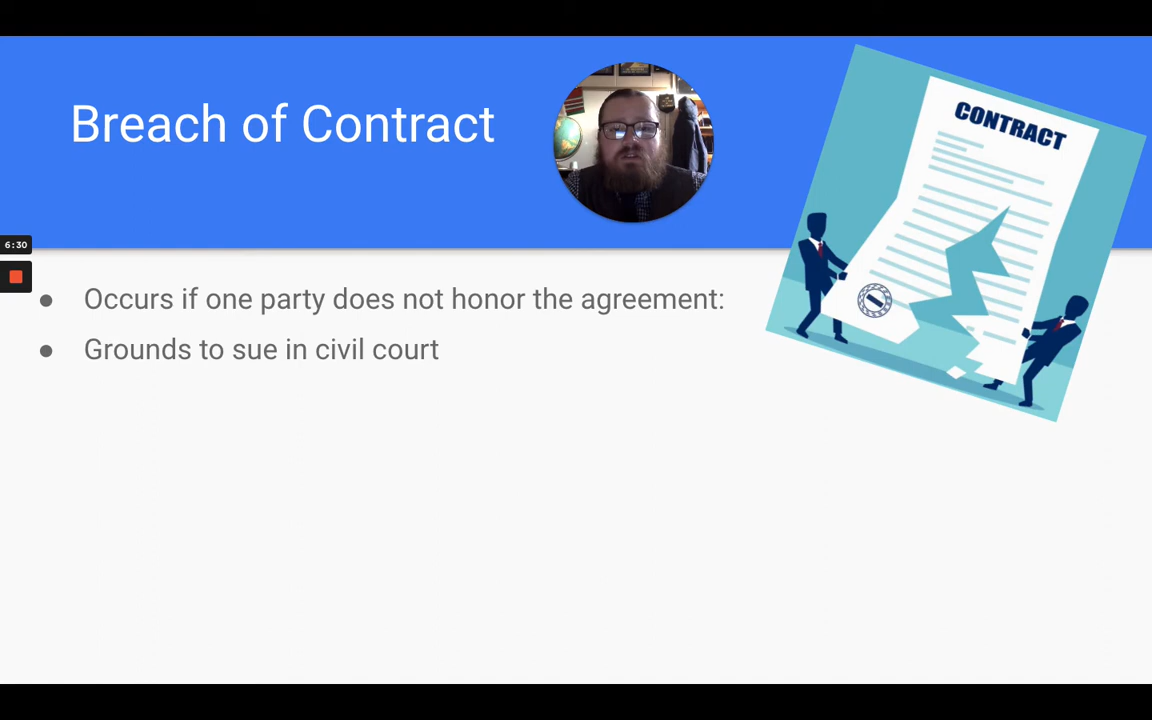 Breach of Contract
CONTRACT
6:30
● Occurs if one party does not honor the agreement:
● Grounds to sue in civil court